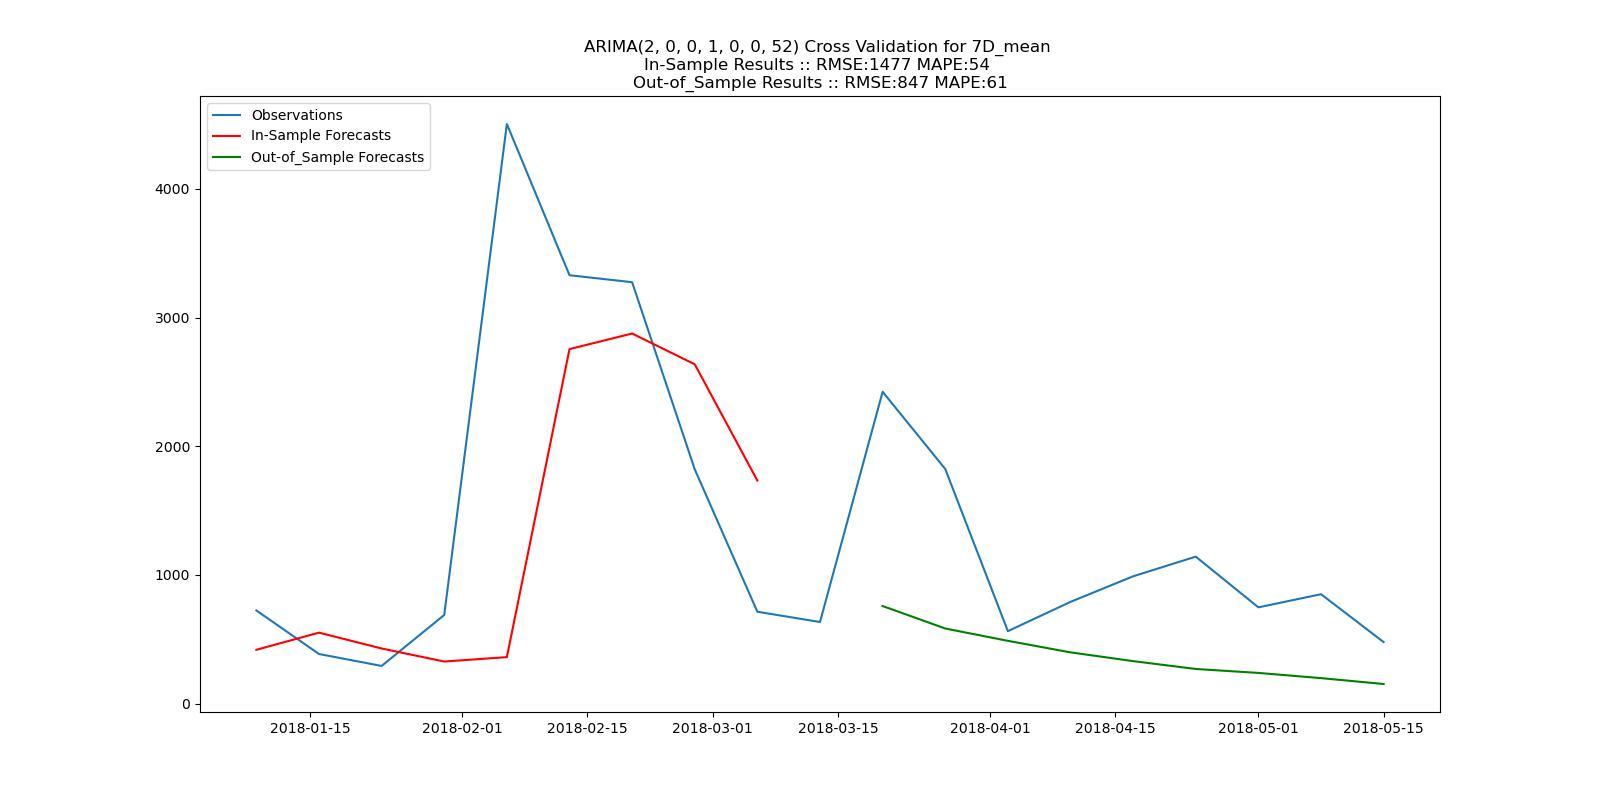 ARIMA(2, 0, 0, 1, 0, 0, 52) Cross Validation for 7D_mean
In-Sample Results :: RMSE:1477 MAPE:54
Out-of_Sample Results :: RMSE:847 MAPE:61
Observations
In-Sample Forecasts
Out-of_Sample Forecasts
4000
3000
2000
1000
0
2018-01-15 2018-02-01 2018-02-15 2018-03-01 2018-03-15 2018-04-01 2018-04-15 2018-05-01 2018-05-15